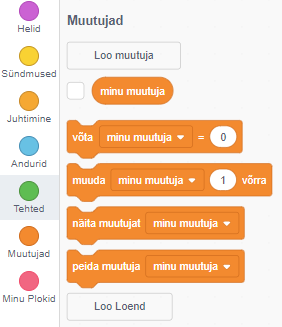 Helid
Sündmused
Juhtimine
Andurid
Tehted
Muutujad
Minu Plokid
Muutujad
Loo muutuja
minu muutuja
võta minu muutuja = 0
muuda minu muutuja 1 võrra
näita muutujat minu muutuja
peida muutuja minu muutuja
Loo Loend